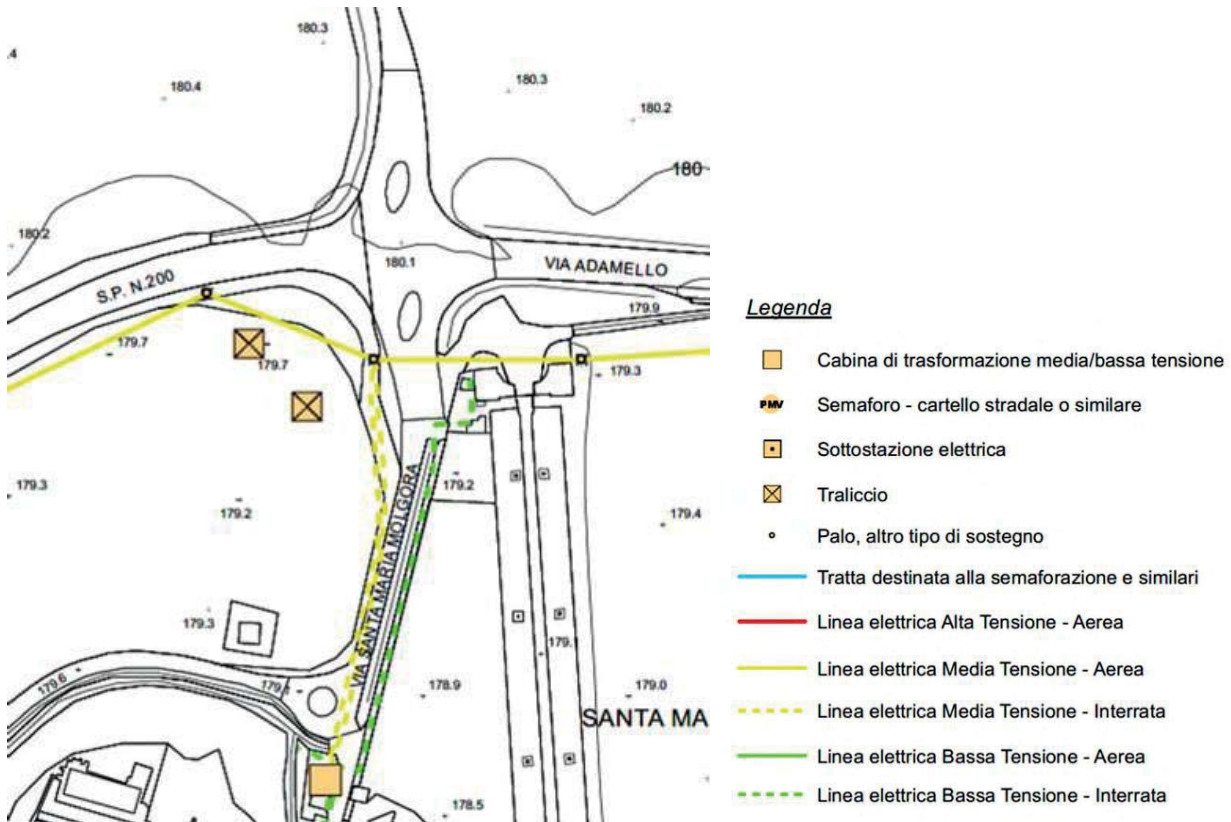 180.3
.4
180.4
180.3
180.2
180
180.2
180.1
VIA ADAMELLO
S.P. N.200
179.9
179.7
179.7
179.3
179.3
179.2
179.2
179.4
VIA SANTA MARIA MOLGORA
179.3
179.
179.6
179.1
178.9
179.0
SANTA MA
178.5
Legenda
Cabina di trasformazione media/bassa tensione
PMV Semaforo - cartello stradale o similare
Sottostazione elettrica
Traliccio
Palo, altro tipo di sostegno
Tratta destinata alla semaforazione e similari
Linea elettrica Alta Tensione - Aerea
Linea elettrica Media Tensione - Aerea
Linea elettrica Media Tensione - Interrata
Linea elettrica Bassa Tensione - Aerea
Linea elettrica Bassa Tensione - Interrata